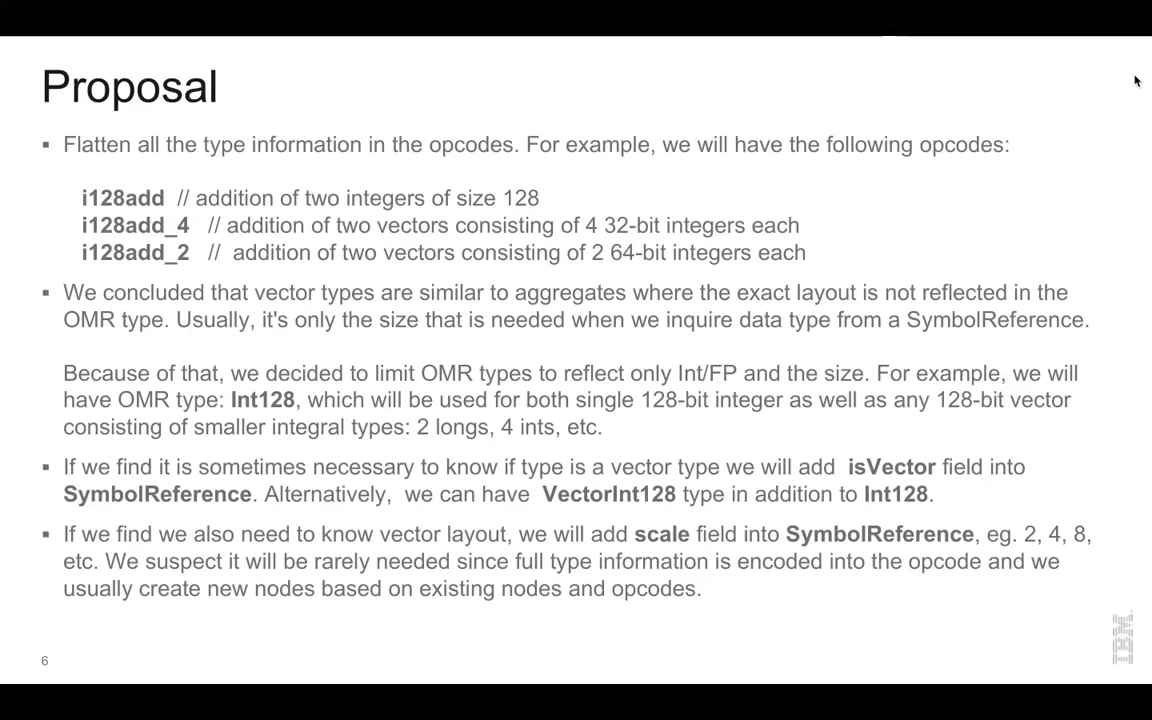 Proposal
▪ Flatten all the type information in the opcodes. For example, we will have the following opcodes:
i128add // addition of two integers of size 128
i128add_4 // addition of two vectors consisting of 4 32-bit integers each
i128add_2 // addition of two vectors consisting of 2 64-bit integers each
▪ We concluded that vector types are similar to aggregates where the exact layout is not reflected in the
OMR type. Usually, it's only the size that is needed when we inquire data type from a SymbolReference.
Because of that, we decided to limit OMR types to reflect only Int/FP and the size. For example, we will
have OMR type: Int128, which will be used for both single 128-bit integer as well as any 128-bit vector
consisting of smaller integral types: 2 longs, 4 ints, etc.
▪ If we find it is sometimes necessary to know if type is a vector type we will add isVector field into
SymbolReference. Alternatively, we can have VectorInt128 type in addition to Int128.
▪ If we find we also need to know vector layout, we will add scale field into SymbolReference, eg. 2, 4, 8,
etc. We suspect it will be rarely needed since full type information is encoded into the opcode and we
usually create new nodes based on existing nodes and opcodes.
6
IBM